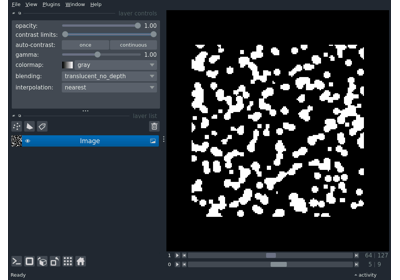 File View Plugins Window Help
layer controls
opacity: 1.00
contrast limits:
auto-contrast: once continuous
gamma: 1.00
colormap: gray
blending: translucent_no_depth
interpolation: nearest
layer list
Image
1 64 127
0 5 9
Ready activity